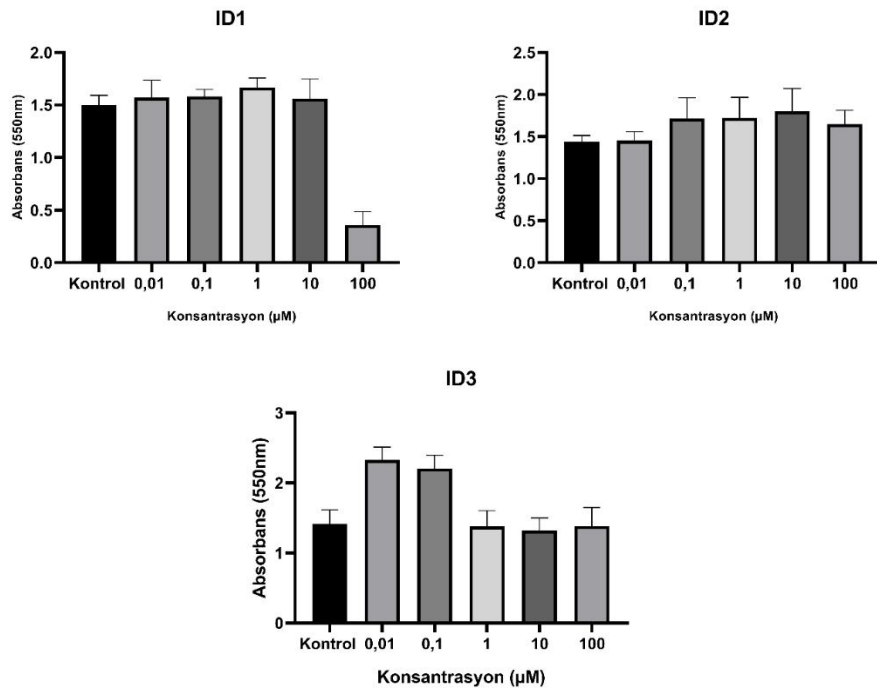 ID1
Absorbans (550nm)
2.0
1.5
1.0
0.5
0.0
Kontrol 0,01 0,1 1 10 100
Konsantrasyon (µM)
ID2
Absorbans (550nm)
2.5
2.0
1.5
1.0
0.5
0.0
Kontrol 0,01 0,1 1 10 100
Konsantrasyon (µM)
ID3
Absorbans (550nm)
3
2
1
0
Kontrol 0,01 0,1 1 10 100
Konsantrasyon (µM)